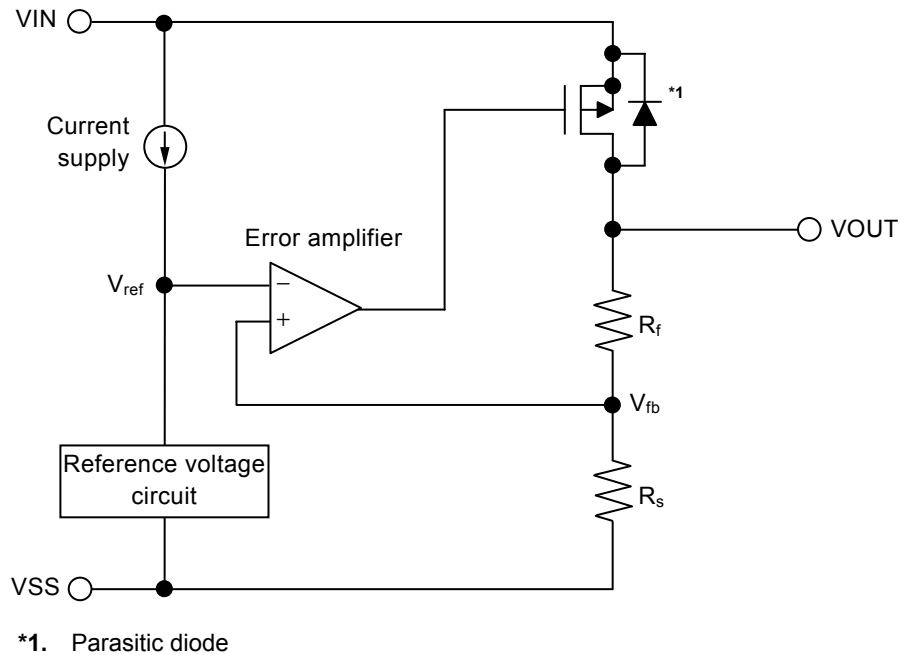 VIN
*1
Current
supply
Error amplifier
VOUT
Vref
−
+
Rf
Vfb
Reference voltage
circuit
Rs
VSS
*1. Parasitic diode